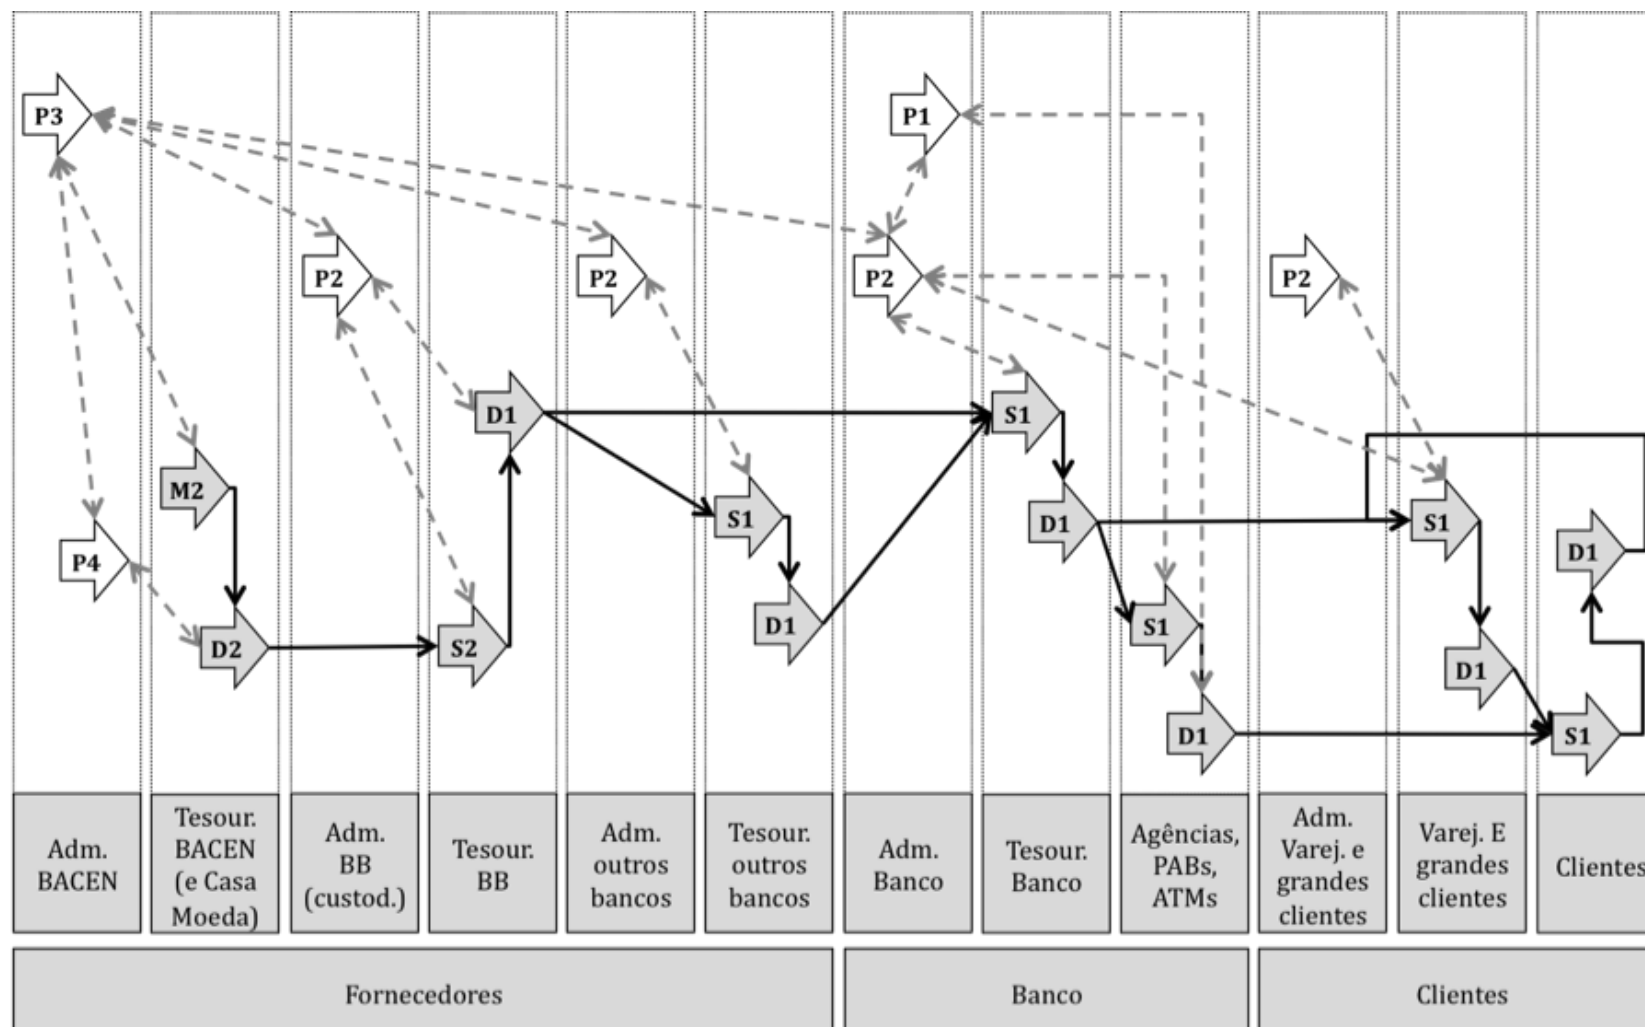 P3
P1
P2
P2
P2
P2
D1
S1
M2
S1
D1
S1
D1
P4
D1
S1
D2
S2
D1
D1
S1
Adm.
BACEN
Tesour.
BACEN
(e Casa
Moeda)
Adm.
BB
(custod.)
Tesour.
BB
Adm.
outros
bancos
Tesour.
outros
bancos
Adm.
Banco
Tesour.
Banco
Agências,
PABs,
ATMs
Adm.
Varej. e
grandes
clientes
Varej. E
grandes
clientes
Clientes
Fornecedores
Banco
Clientes